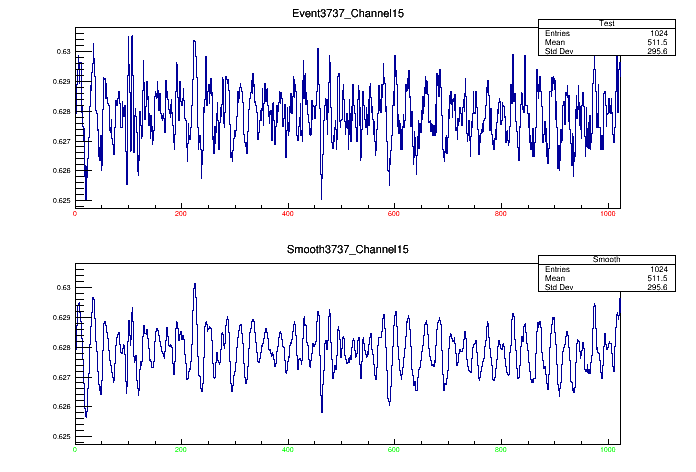 Event3737_Channel15
Test
Entries 1024
Mean 511.5
Std Dev 295.6
0.63
0.629
0.628
0.627
0.626
0.625
0 200 400 600 800 1000
Smooth3737_Channel15
Smooth
Entries 1024
Mean 511.5
Std Dev 295.6
0.63
0.629
0.628
0.627
0.626
0.625
0 200 400 600 800 1000